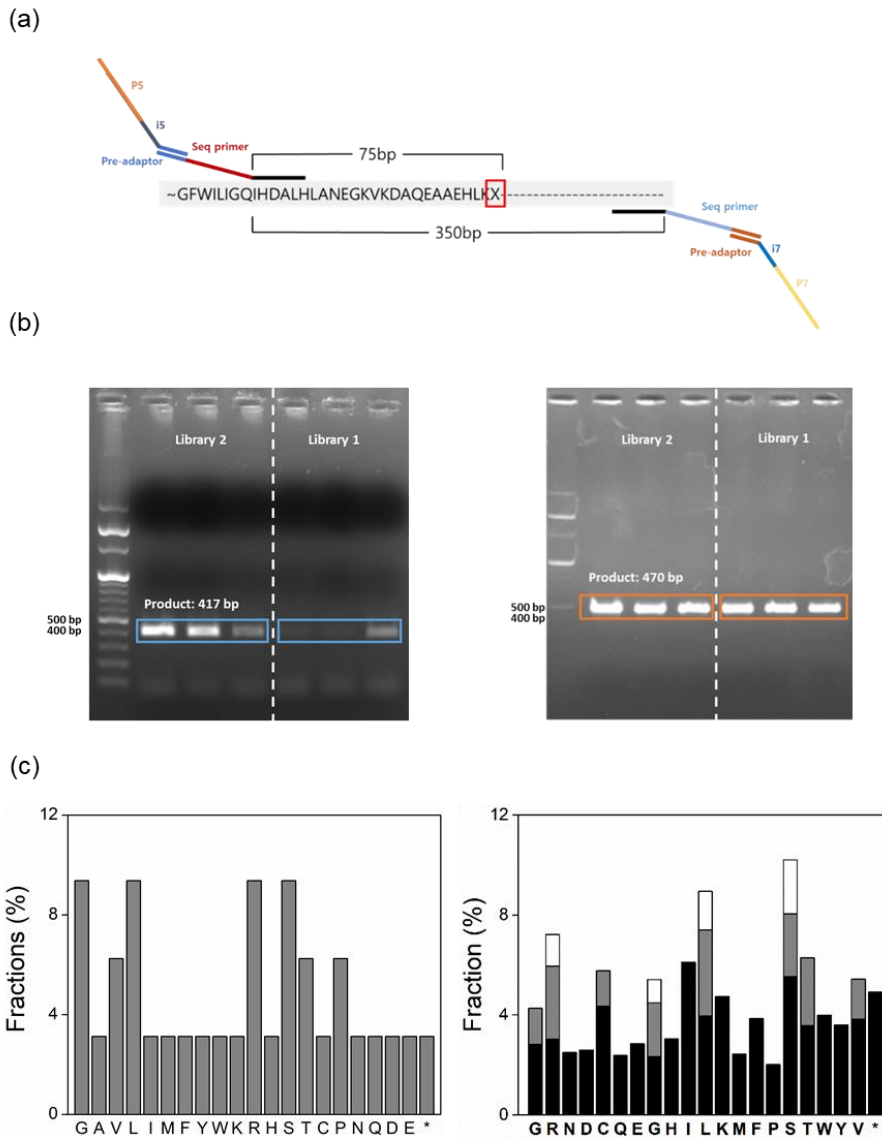 (a)
P5
i5
Pre-adaptor
Seq primer
75bp
~GFWILIGQIHDALHLANEGKVKDAQEAAEHLKX------------------------
350bp
Seq primer
Pre-adaptor
i7
P7
(b)
Library 2
Library 1
Product: 417 bp
500 bp
400 bp
Library 2
Library 1
Product: 470 bp
500 bp
400 bp
(c)
12
8
4
0
Fractions (%)
G A V L I M F Y W K R H S T C P N Q D E *
12
8
4
0
Fraction (%)
G R N D C Q E G H I L K M F P S T W Y V *